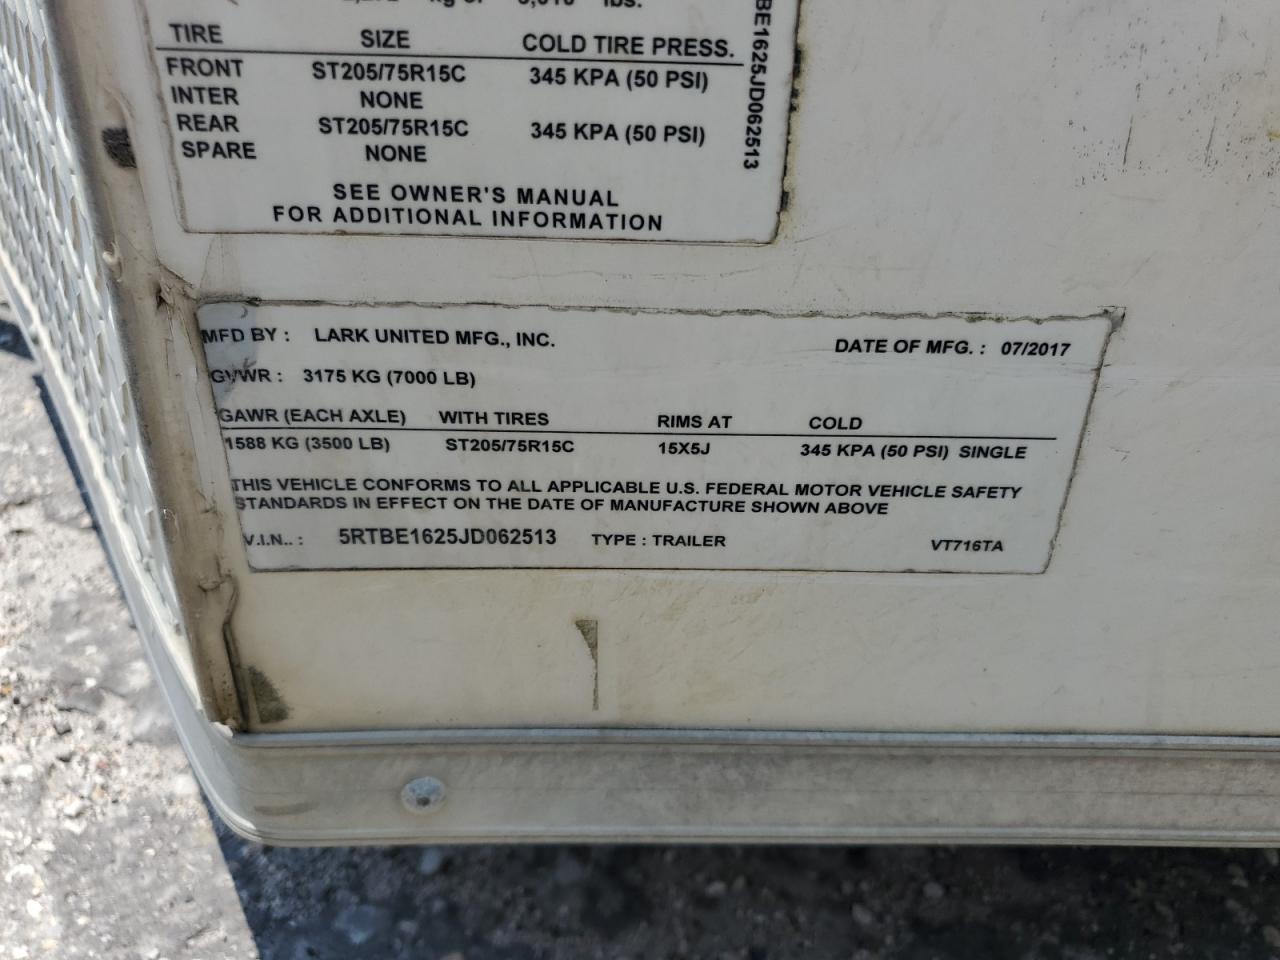 kg or lbs.
TIRE SIZE COLD TIRE PRESS.
FRONT ST205/75R15C 345 KPA (50 PSI)
INTER NONE
REAR ST205/75R15C 345 KPA (50 PSI)
SPARE NONE
SEE OWNER'S MANUAL
FOR ADDITIONAL INFORMATION
BE1625JD062513
MFD BY : LARK UNITED MFG., INC. DATE OF MFG. : 07/2017
GVWR : 3175 KG (7000 LB)
GAWR (EACH AXLE) WITH TIRES RIMS AT COLD
1588 KG (3500 LB) ST205/75R15C 15X5J 345 KPA (50 PSI) SINGLE
THIS VEHICLE CONFORMS TO ALL APPLICABLE U.S. FEDERAL MOTOR VEHICLE SAFETY
STANDARDS IN EFFECT ON THE DATE OF MANUFACTURE SHOWN ABOVE
V.I.N.. : 5RTBE1625JD062513 TYPE : TRAILER VT716TA